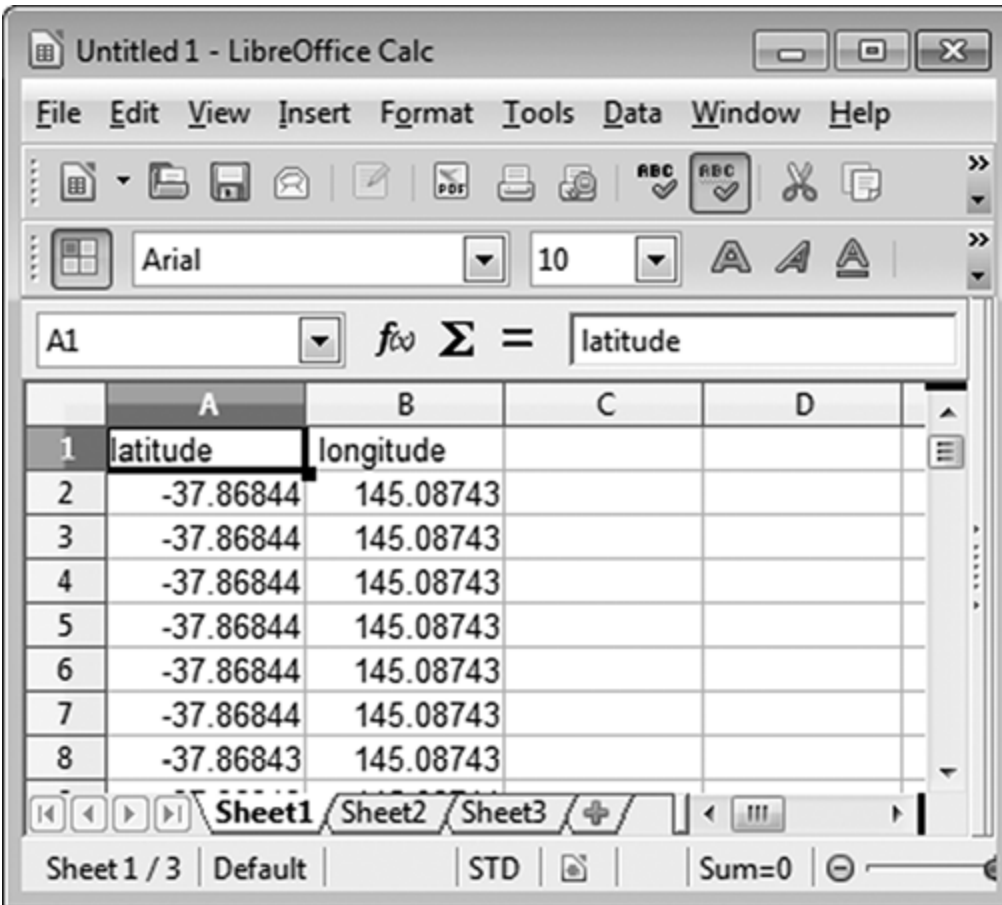 Untitled 1 - LibreOffice Calc
File Edit View Insert Format Tools Data Window Help
PDF ABC ABC
Arial 10 A A A
A1 f(x) Σ = latitude
A B C D
1 latitude longitude
2 -37.86844 145.08743
3 -37.86844 145.08743
4 -37.86844 145.08743
5 -37.86844 145.08743
6 -37.86844 145.08743
7 -37.86844 145.08743
8 -37.86843 145.08743
Sheet1 Sheet2 Sheet3
Sheet 1 / 3 Default STD Sum=0